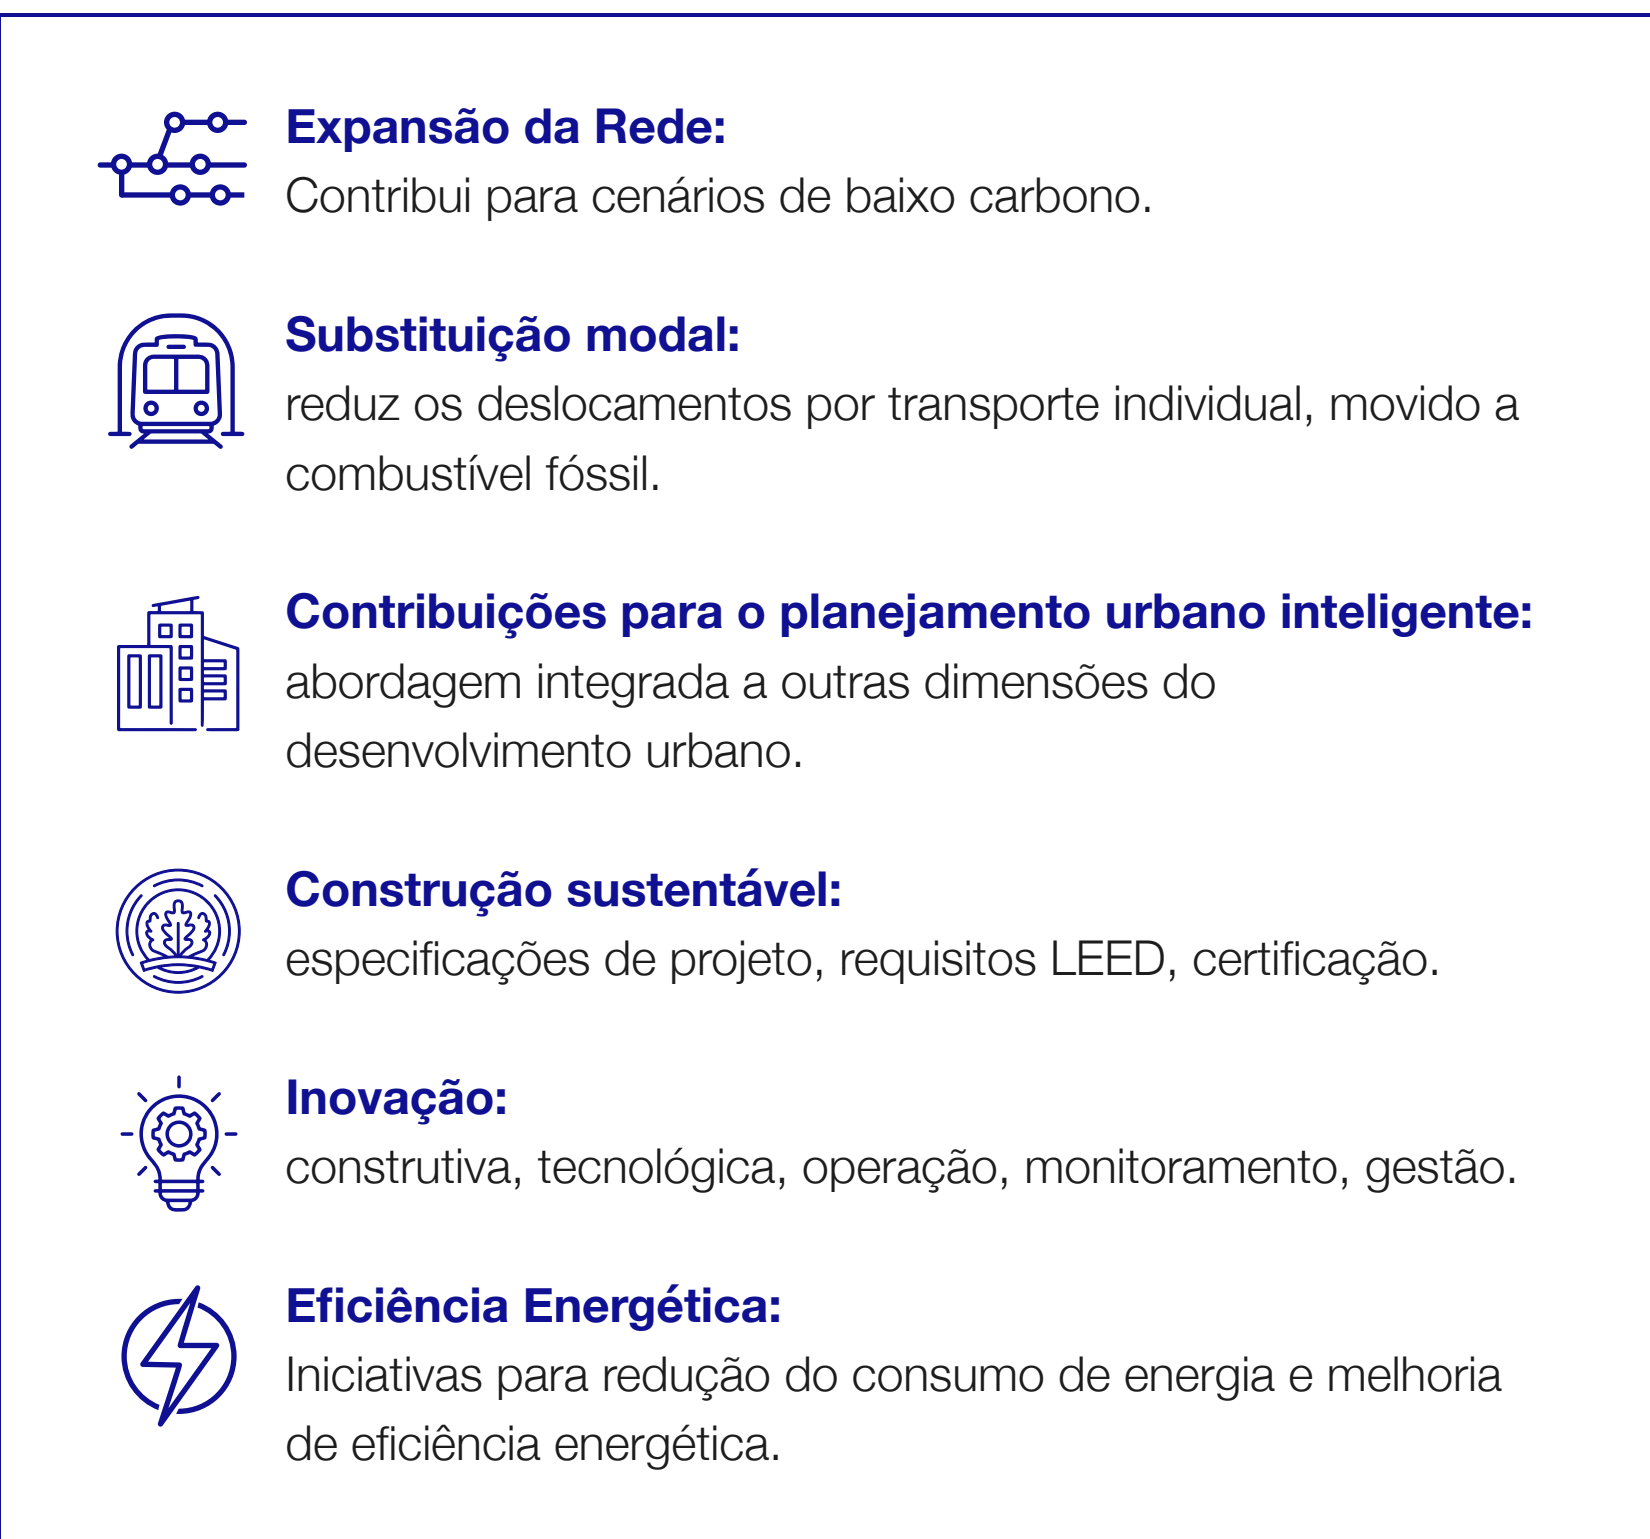 Expansão da Rede:
Contribui para cenários de baixo carbono.
Substituição modal:
reduz os deslocamentos por transporte individual, movido a
combustível fóssil.
Contribuições para o planejamento urbano inteligente:
abordagem integrada a outras dimensões do
desenvolvimento urbano.
Construção sustentável:
especificações de projeto, requisitos LEED, certificação.
Inovação:
construtiva, tecnológica, operação, monitoramento, gestão.
Eficiência Energética:
Iniciativas para redução do consumo de energia e melhoria
de eficiência energética.